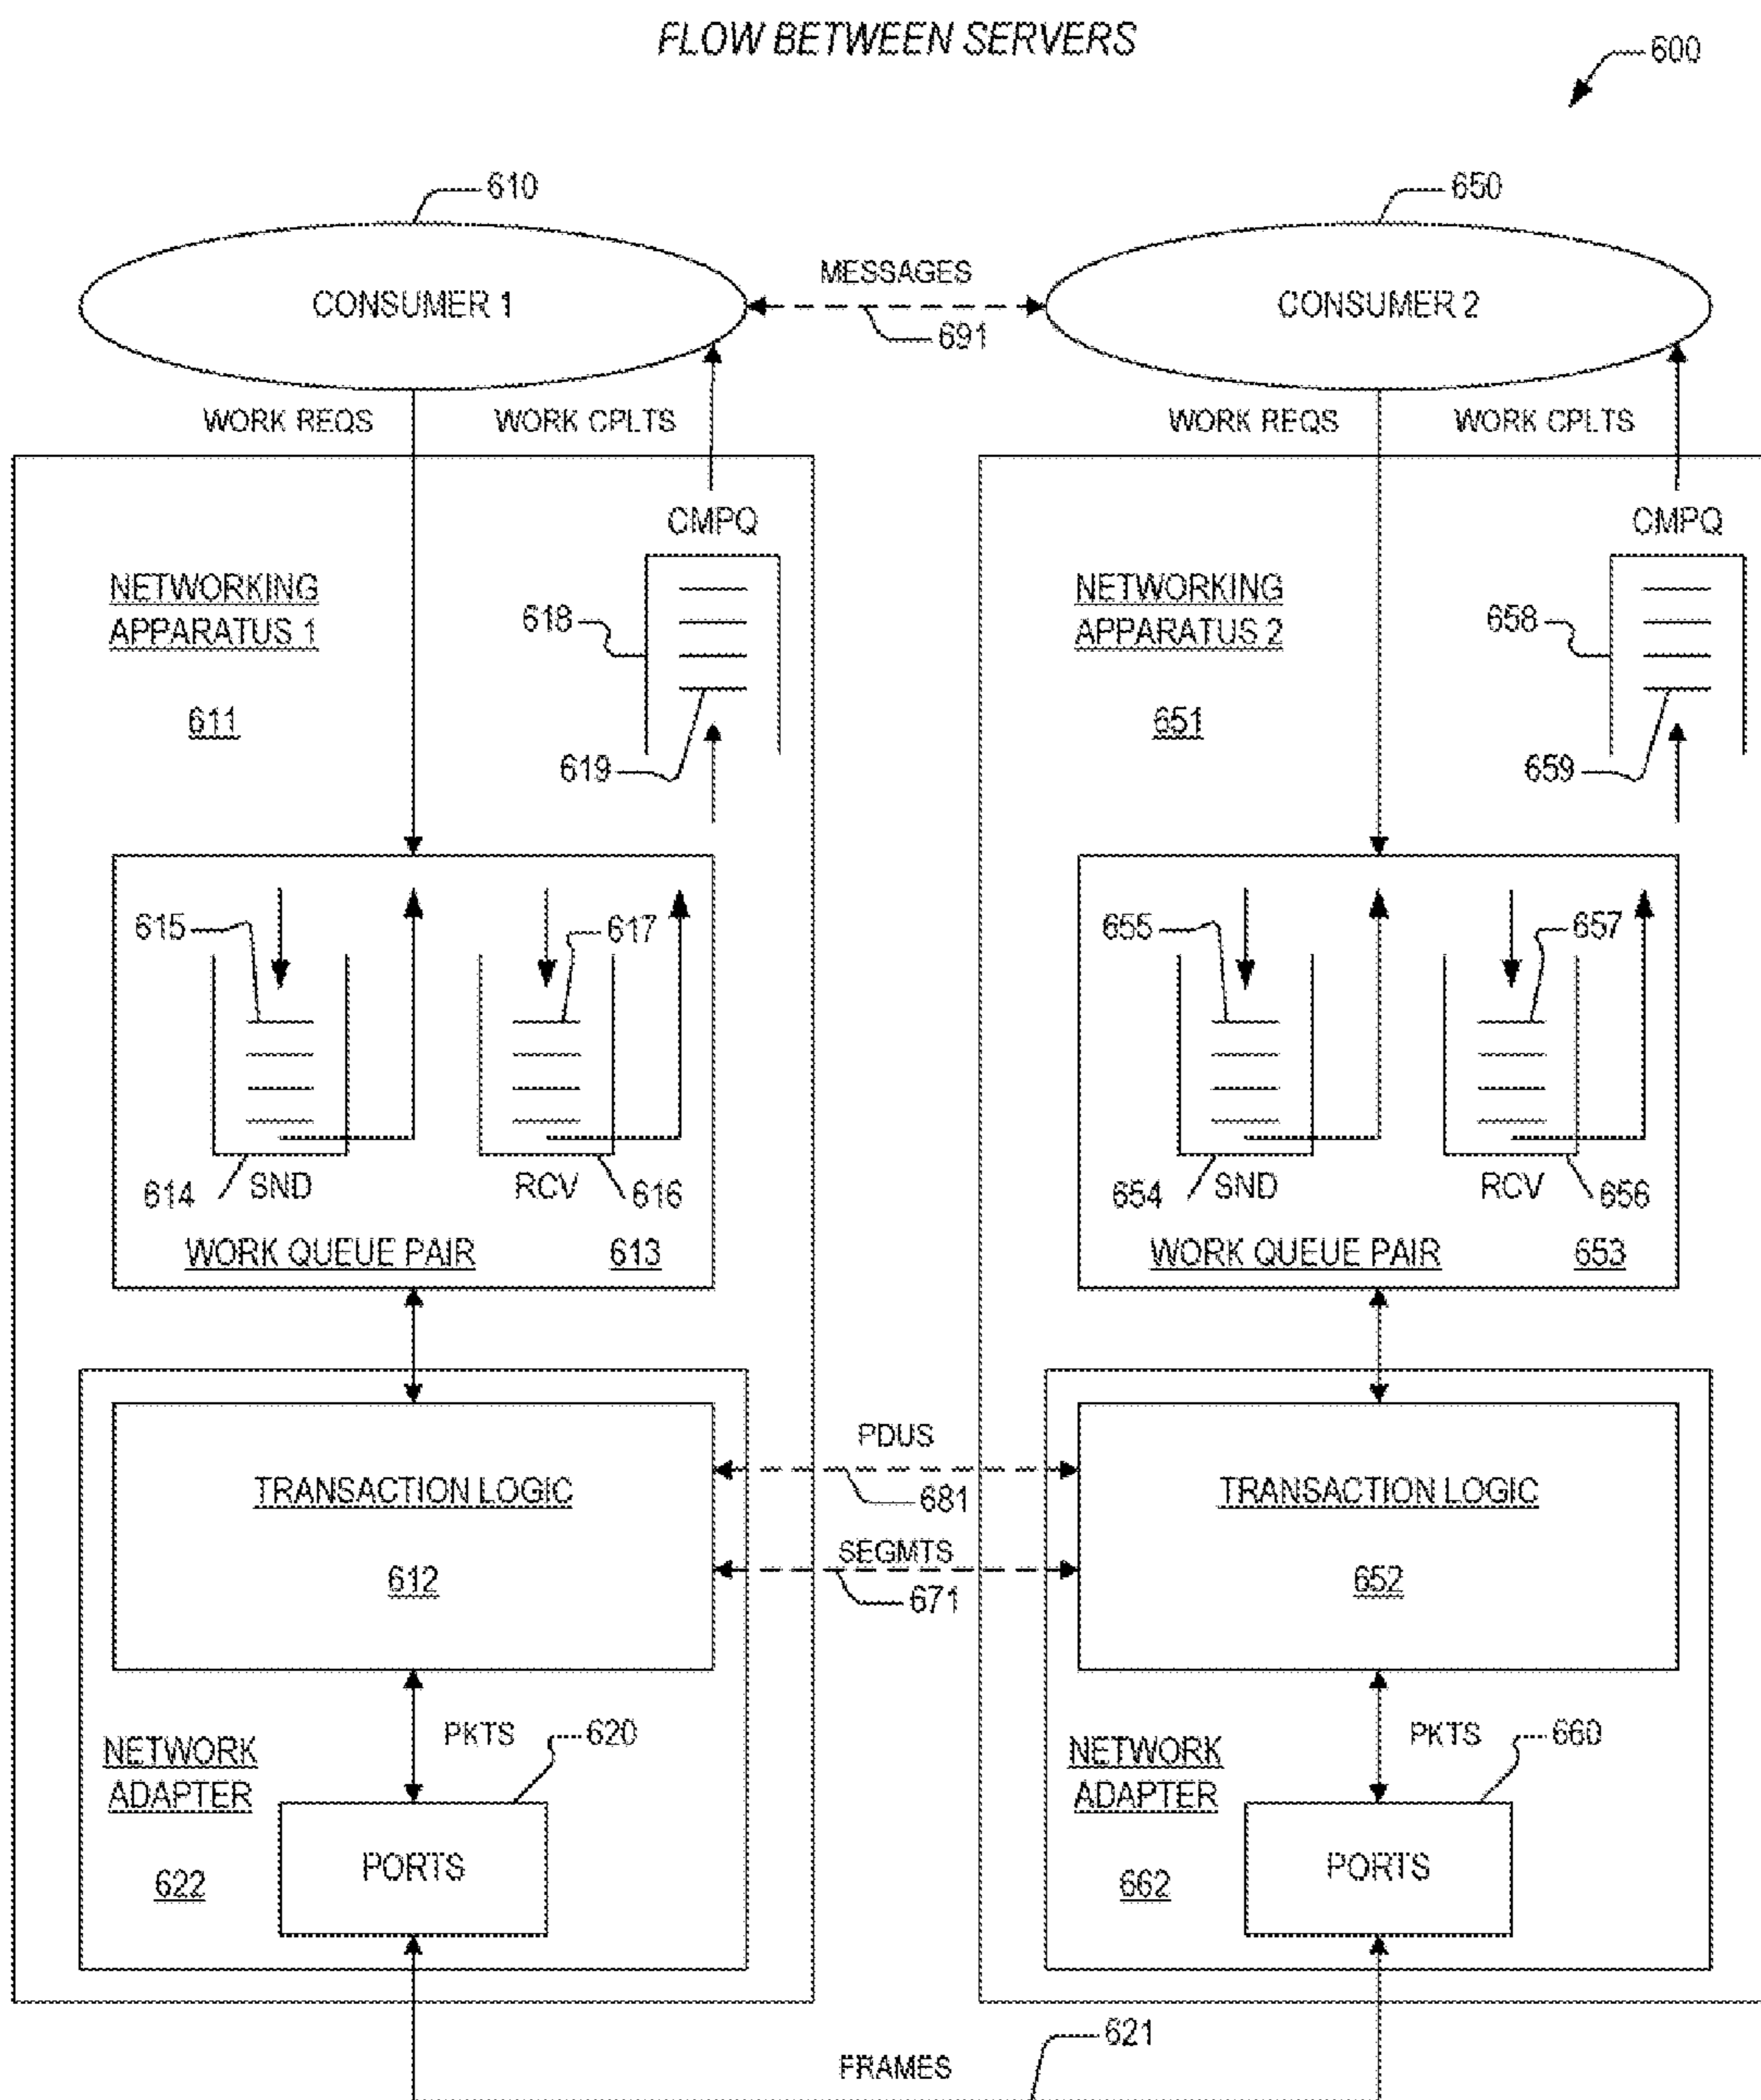 FLOW BETWEEN SERVERS
600
610
650
CONSUMER 1
MESSAGES
691
CONSUMER 2
WORK REQS
WORK CPLTS
WORK REQS
WORK CPLTS
CMPQ
CMPQ
NETWORKING
APPARATUS 1
611
618
619
NETWORKING
APPARATUS 2
651
658
659
615
617
655
657
614
SND
RCV
616
654
SND
RCV
656
WORK QUEUE PAIR
613
WORK QUEUE PAIR
653
PDUS
681
TRANSACTION LOGIC
612
SEGMTS
671
TRANSACTION LOGIC
652
PKTS
620
NETWORK
ADAPTER
622
PORTS
PKTS
660
NETWORK
ADAPTER
662
PORTS
621
FRAMES